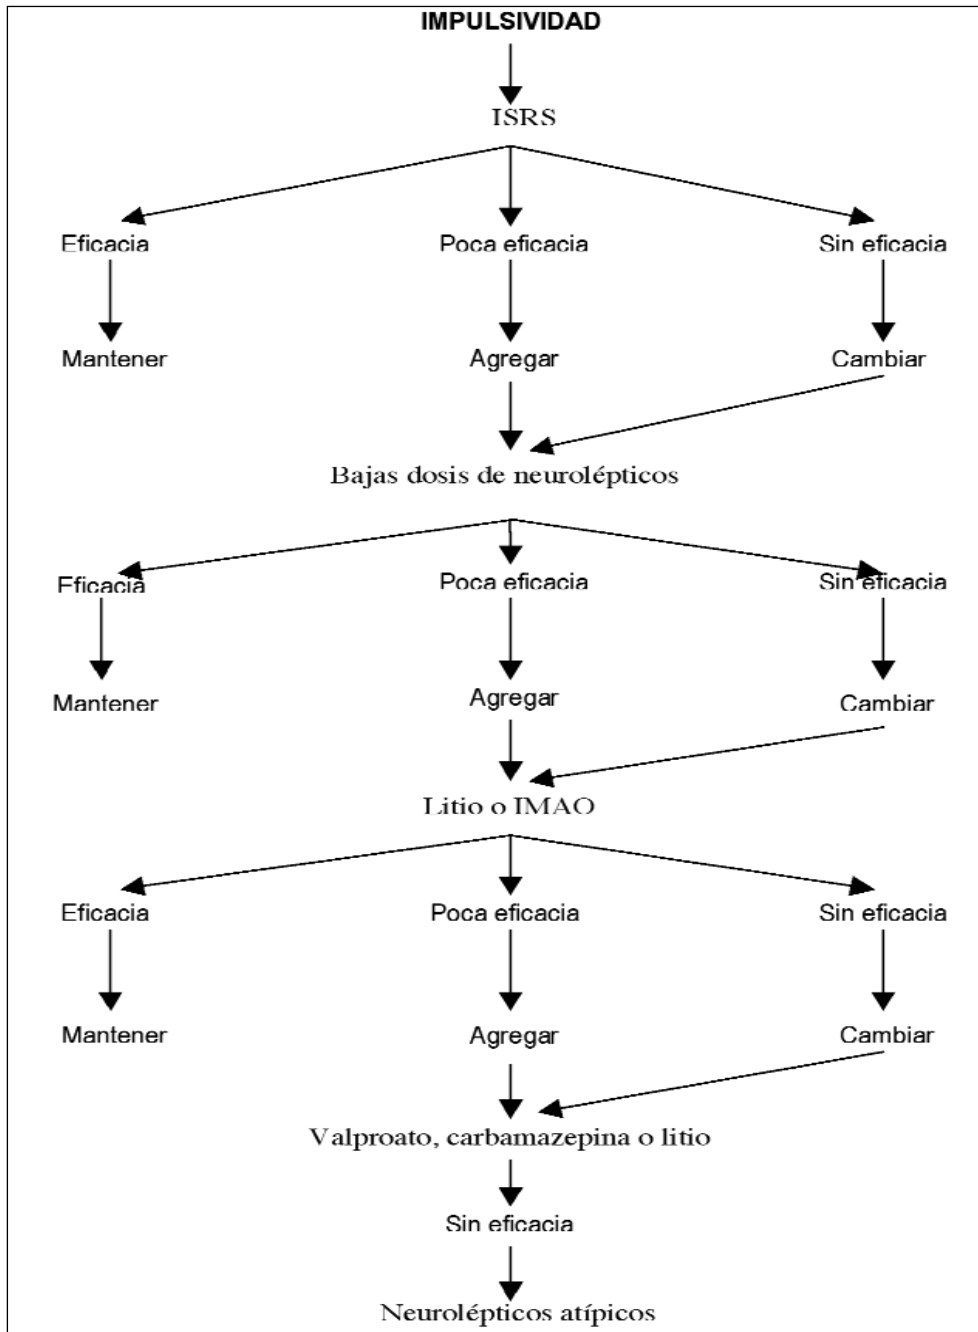 IMPULSIVIDAD
ISRS
Eficacia Poca eficacia Sin eficacia
Mantener Agregar Cambiar
Bajas dosis de neurolépticos
Eficacia Poca eficacia Sin eficacia
Mantener Agregar Cambiar
Litio o IMAO
Eficacia Poca eficacia Sin eficacia
Mantener Agregar Cambiar
Valproato, carbamazepina o litio
Sin eficacia
Neurolépticos atípicos